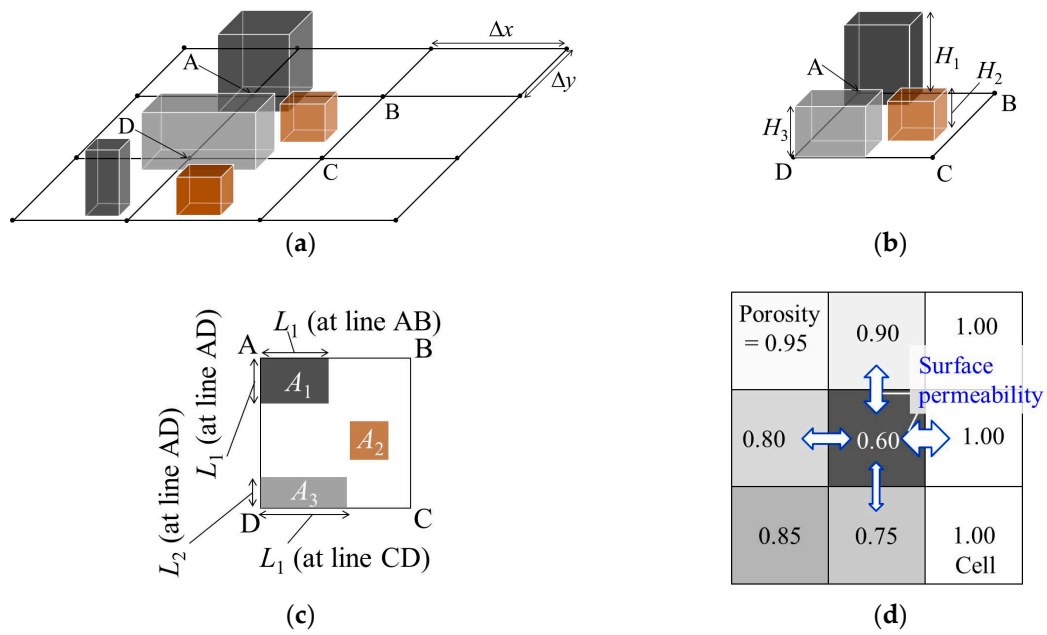 Δx
Δy
A
B
D
C
(a)
H₁
H₂
A
B
H₃
D
C
(b)
L₁ (at line AB)
A
B
L₁ (at line AD)
A₁
A₂
A₃
L₂ (at line AD)
D
C
L₁ (at line CD)
(c)
Porosity
= 0.95
0.90
1.00
Surface
permeability
0.80
0.60
1.00
0.85
0.75
1.00
Cell
(d)